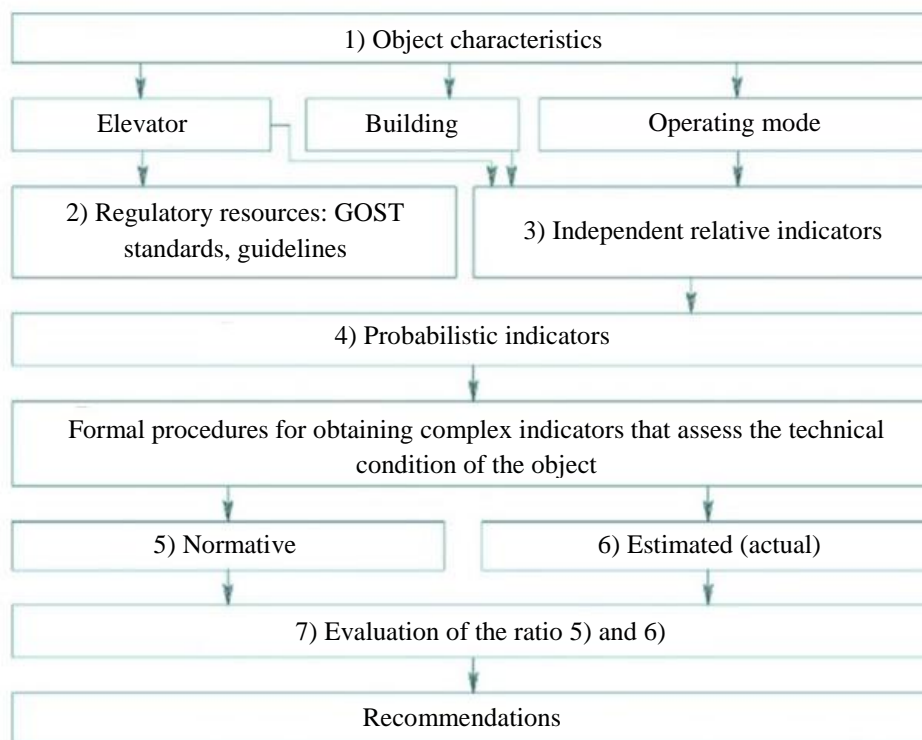 1) Object characteristics
Elevator
Building
Operating mode
2) Regulatory resources: GOST
standards, guidelines
3) Independent relative indicators
4) Probabilistic indicators
Formal procedures for obtaining complex indicators that assess the technical
condition of the object
5) Normative
6) Estimated (actual)
7) Evaluation of the ratio 5) and 6)
Recommendations